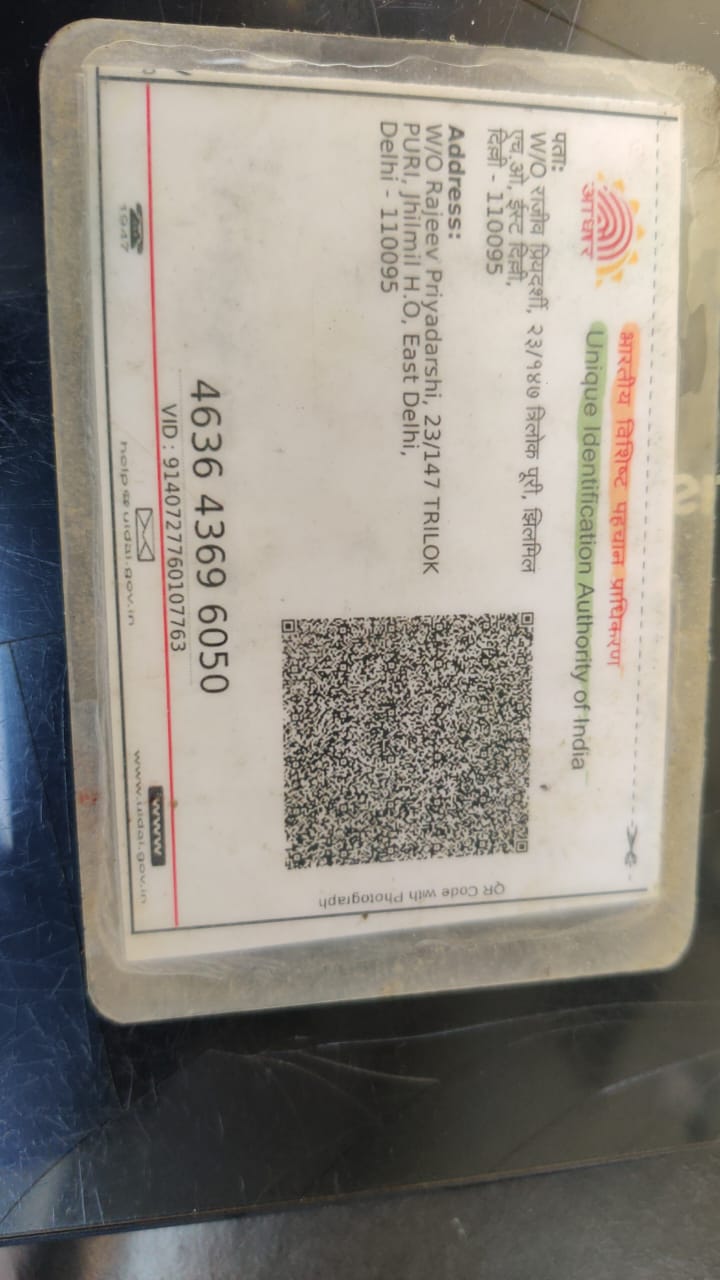 भारतीय विशिष्ट पहचान प्राधिकरण
Unique Identification Authority of India
आधार
पता:
W/O राजीव प्रियदर्शी, २३/१४७ त्रिलोक पूरी, झिलमिल
एच.ओ, ईस्ट दिल्ली,
दिल्ली - 110095
Address:
W/O Rajeev Priyadarshi, 23/147 TRILOK
PURI, Jhilmil H.O, East Delhi,
Delhi - 110095
QR Code with Photograph
4636 4369 6050
VID : 9140727760107763
1947
help@uidai.gov.in
www
www.uidai.gov.in